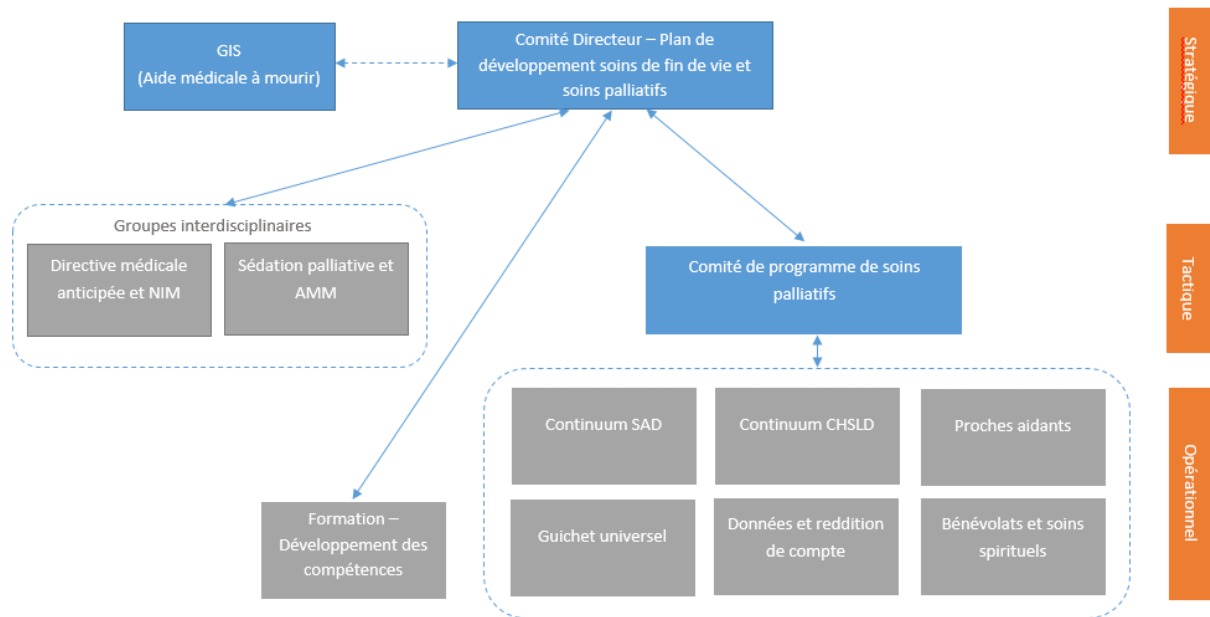 GIS
(Aide médicale à mourir)
Comité Directeur – Plan de
développement soins de fin de vie et
soins palliatifs
Stratégique
Groupes interdisciplinaires
Directive médicale
anticipée et NIM
Sédation palliative et
AMM
Comité de programme de soins
palliatifs
Tactique
Continuum SAD
Continuum CHSLD
Proches aidants
Formation –
Développement des
compétences
Guichet universel
Données et reddition
de compte
Bénévolats et soins
spirituels
Opérationnel